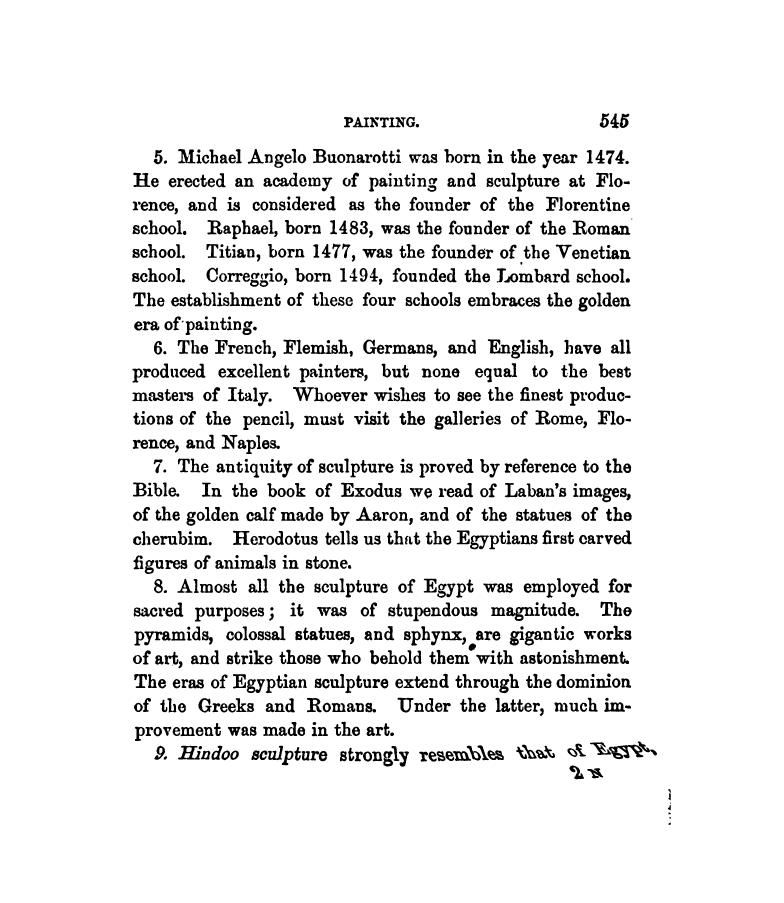 PAINTING. 545
5. Michael Angelo Buonarotti was born in the year 1474.
He erected an academy of painting and sculpture at Flo-
rence, and is considered as the founder of the Florentine
school. Raphael, born 1483, was the founder of the Roman
school. Titian, born 1477, was the founder of the Venetian
school. Correggio, born 1494, founded the Lombard school.
The establishment of these four schools embraces the golden
era of painting.
6. The French, Flemish, Germans, and English, have all
produced excellent painters, but none equal to the best
masters of Italy. Whoever wishes to see the finest produc-
tions of the pencil, must visit the galleries of Rome, Flo-
rence, and Naples.
7. The antiquity of sculpture is proved by reference to the
Bible. In the book of Exodus we read of Laban's images,
of the golden calf made by Aaron, and of the statues of the
cherubim. Herodotus tells us that the Egyptians first carved
figures of animals in stone.
8. Almost all the sculpture of Egypt was employed for
sacred purposes; it was of stupendous magnitude. The
pyramids, colossal statues, and sphynx, are gigantic works
of art, and strike those who behold them with astonishment.
The eras of Egyptian sculpture extend through the dominion
of the Greeks and Romans. Under the latter, much im-
provement was made in the art.
9. Hindoo sculpture strongly resembles that of Egypt,
2 N